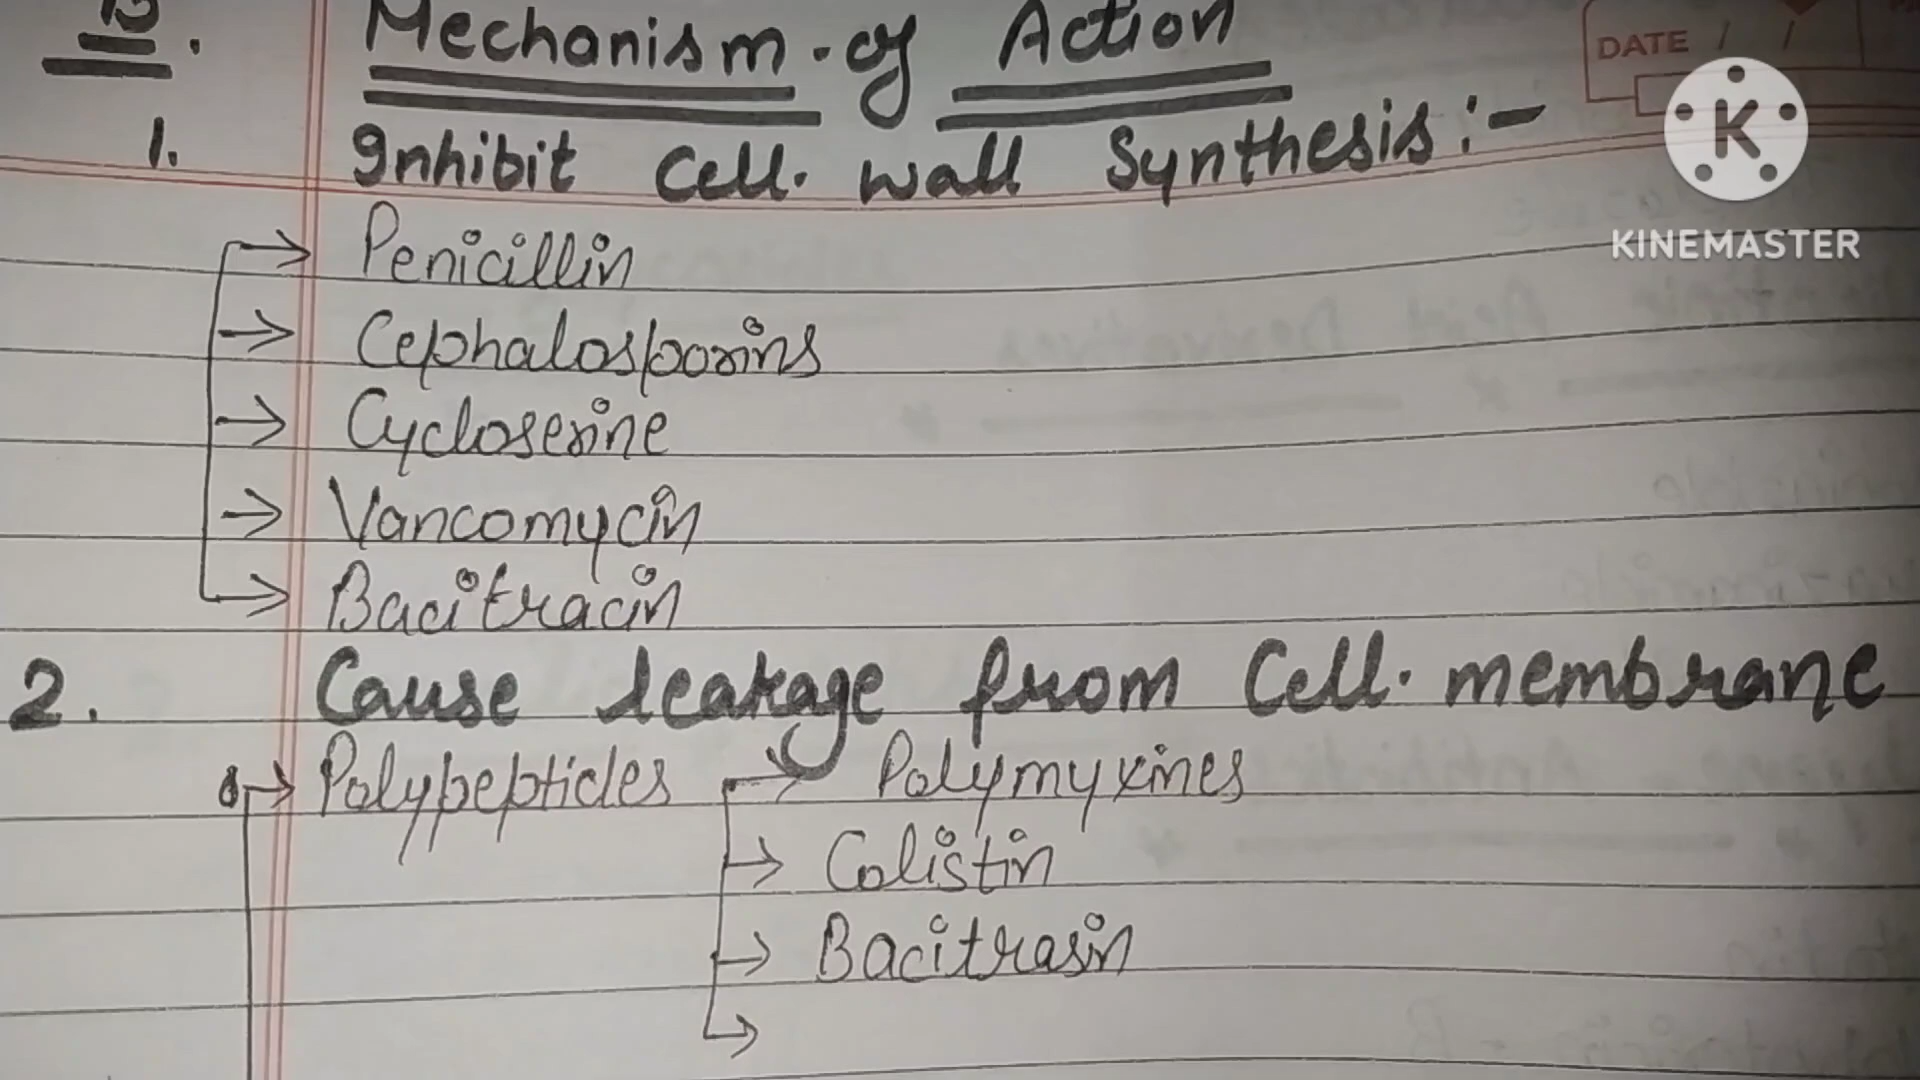 B.
Mechanism of Action
DATE / /
K
KINEMASTER
1. Inhibit Cell. wall Synthesis:-
→ Penicillin
→ Cephalosporins
→ Cycloserine
→ Vancomycin
→ Bacitracin
2. Cause leakage from Cell. membrane
→ Polypeptides → Polymyxines
→ Colistin
→ Bacitrasin
→